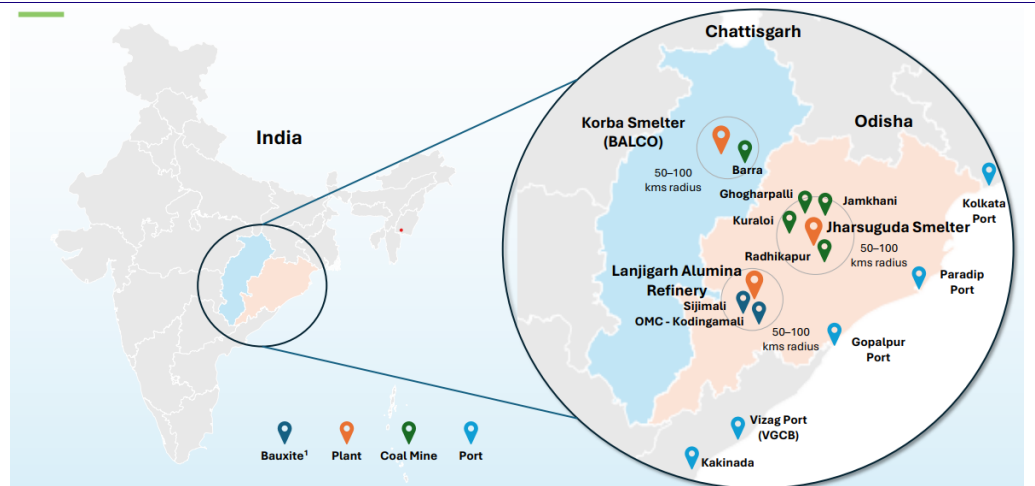 Chattisgarh
India
Korba Smelter
(BALCO)
Odisha
50–100
kms radius
Barra
Ghogharpalli
Jamkhani
Kolkata
Port
Kuraloi
Jharsuguda Smelter
Radhikapur
50–100
kms radius
Lanjigarh Alumina
Refinery
Paradip
Port
Sijimali
OMC - Kodingamali
50–100
kms radius
Gopalpur
Port
Vizag Port
(VGCB)
Kakinada
Bauxite¹
Plant
Coal Mine
Port